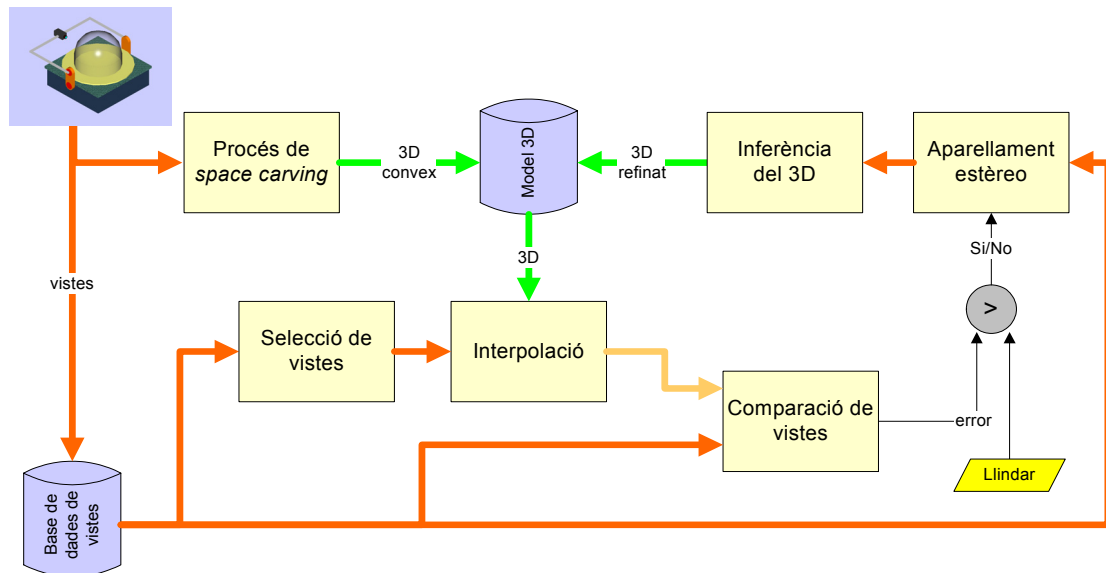 Procés de
space carving
3D
convex
Model 3D
3D
refinat
Inferència
del 3D
Aparellament
estèreo
Si/No
vistes
3D
>
Selecció de
vistes
Interpolació
Comparació de
vistes
error
Llindar
Base de
dades de
vistes